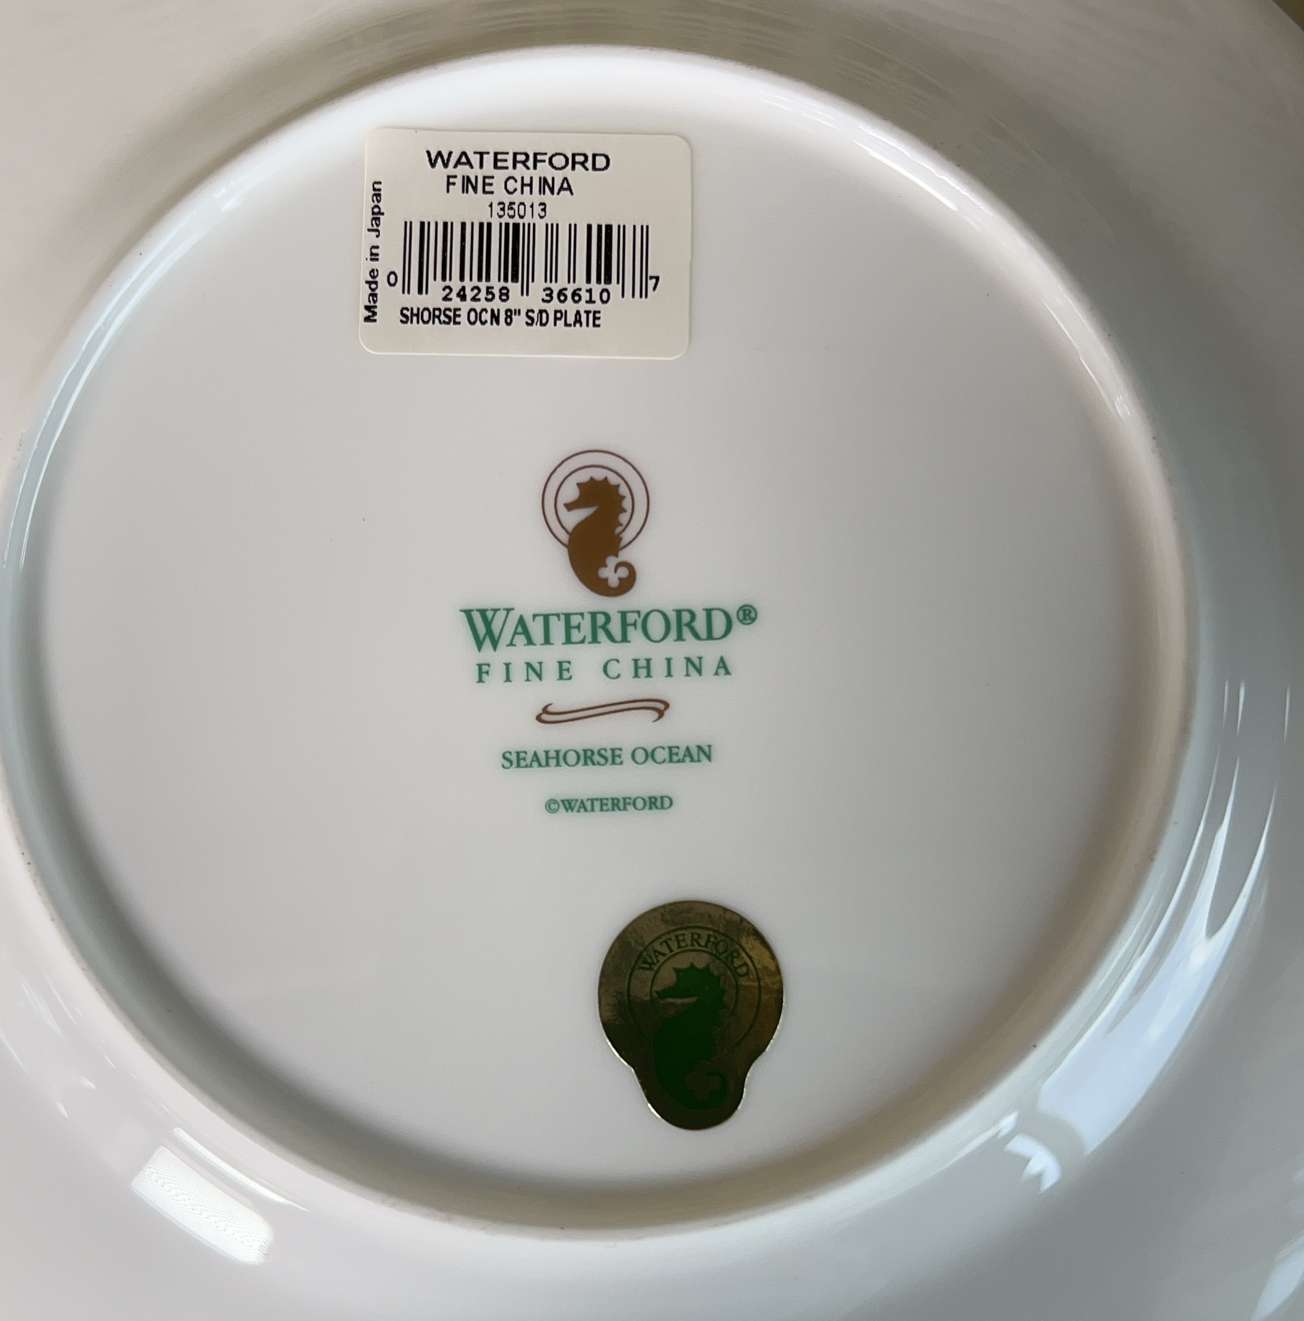 WATERFORD
FINE CHINA
135013
Made in Japan
0 24258 36610 7
SHORSE OCN 8" S/D PLATE
WATERFORD®
FINE CHINA
SEAHORSE OCEAN
©WATERFORD
WATERFORD